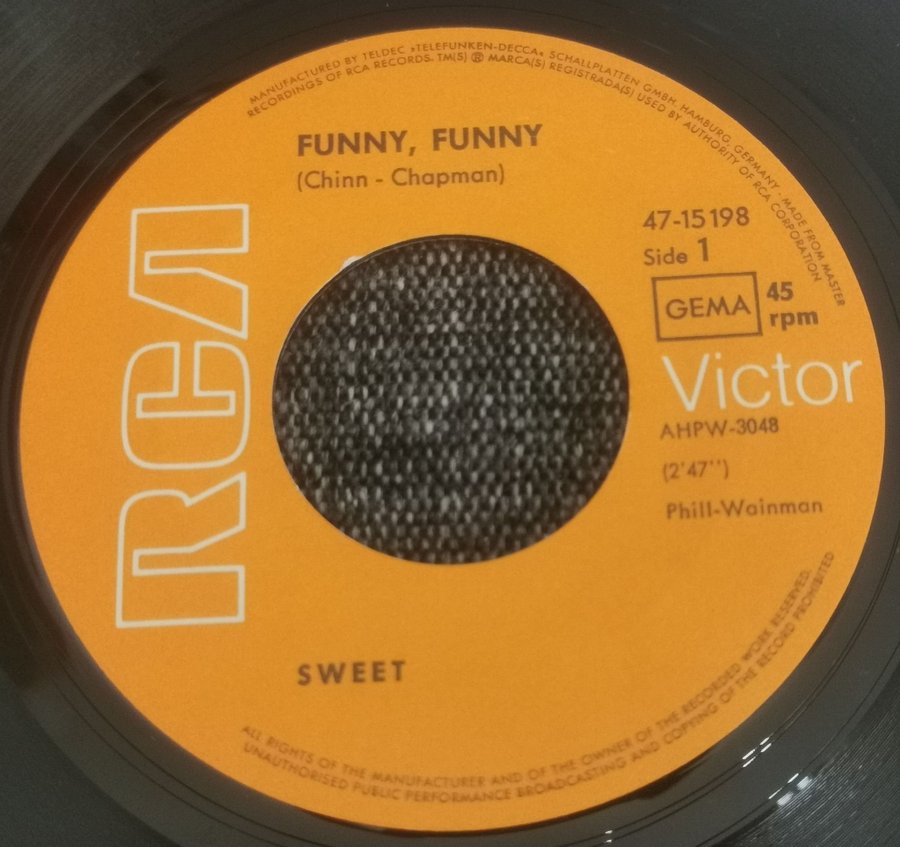 MANUFACTURED BY TELDEC »TELEFUNKEN-DECCA« SCHALLPLATTEN GMBH, HAMBURG, GERMANY - MADE FROM MASTER
RECORDINGS OF RCA RECORDS. TM(S) ® MARCA(S) REGISTRADA(S) USED BY AUTHORITY OF RCA CORPORATION
FUNNY, FUNNY
(Chinn - Chapman)
47-15198
Side 1
GEMA 45
rpm
RCA
Victor
AHPW-3048
(2'47'')
Phill-Wainman
SWEET
ALL RIGHTS OF THE MANUFACTURER AND OF THE OWNER OF THE RECORDED WORK RESERVED.
UNAUTHORISED PUBLIC PERFORMANCE BROADCASTING AND COPYING OF THE RECORD PROHIBITED